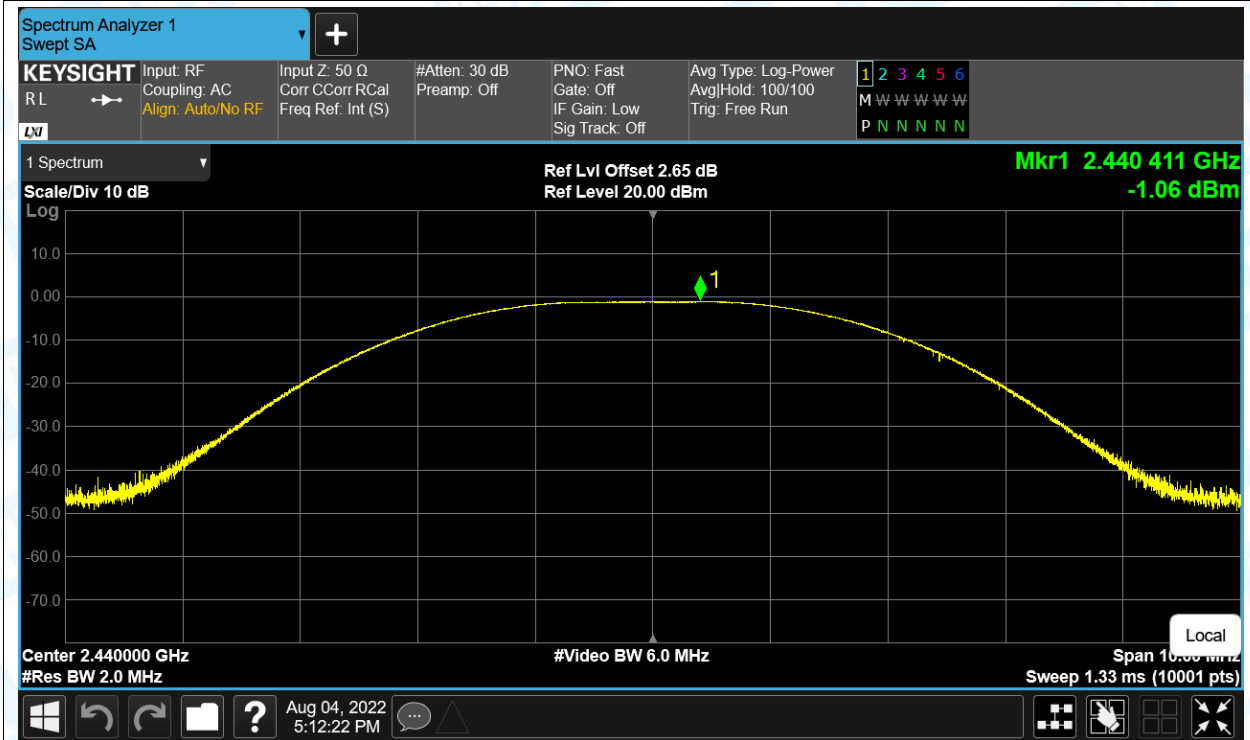 Spectrum Analyzer 1
Swept SA
KEYSIGHT
R L
LXI
Input: RF
Coupling: AC
Align: Auto/No RF
Input Z: 50 Ω
Corr CCorr RCal
Freq Ref: Int (S)
#Atten: 30 dB
Preamp: Off
PNO: Fast
Gate: Off
IF Gain: Low
Sig Track: Off
Avg Type: Log-Power
Avg|Hold: 100/100
Trig: Free Run
1 2 3 4 5 6
M W W W W W
P N N N N N
1 Spectrum
Scale/Div 10 dB
Ref Lvl Offset 2.65 dB
Ref Level 20.00 dBm
Mkr1 2.440 411 GHz
-1.06 dBm
Log
10.0
0.00
-10.0
-20.0
-30.0
-40.0
-50.0
-60.0
-70.0
1
Local
Center 2.440000 GHz
#Video BW 6.0 MHz
Span 10.00 MHz
#Res BW 2.0 MHz
Sweep 1.33 ms (10001 pts)
?
Aug 04, 2022
5:12:22 PM